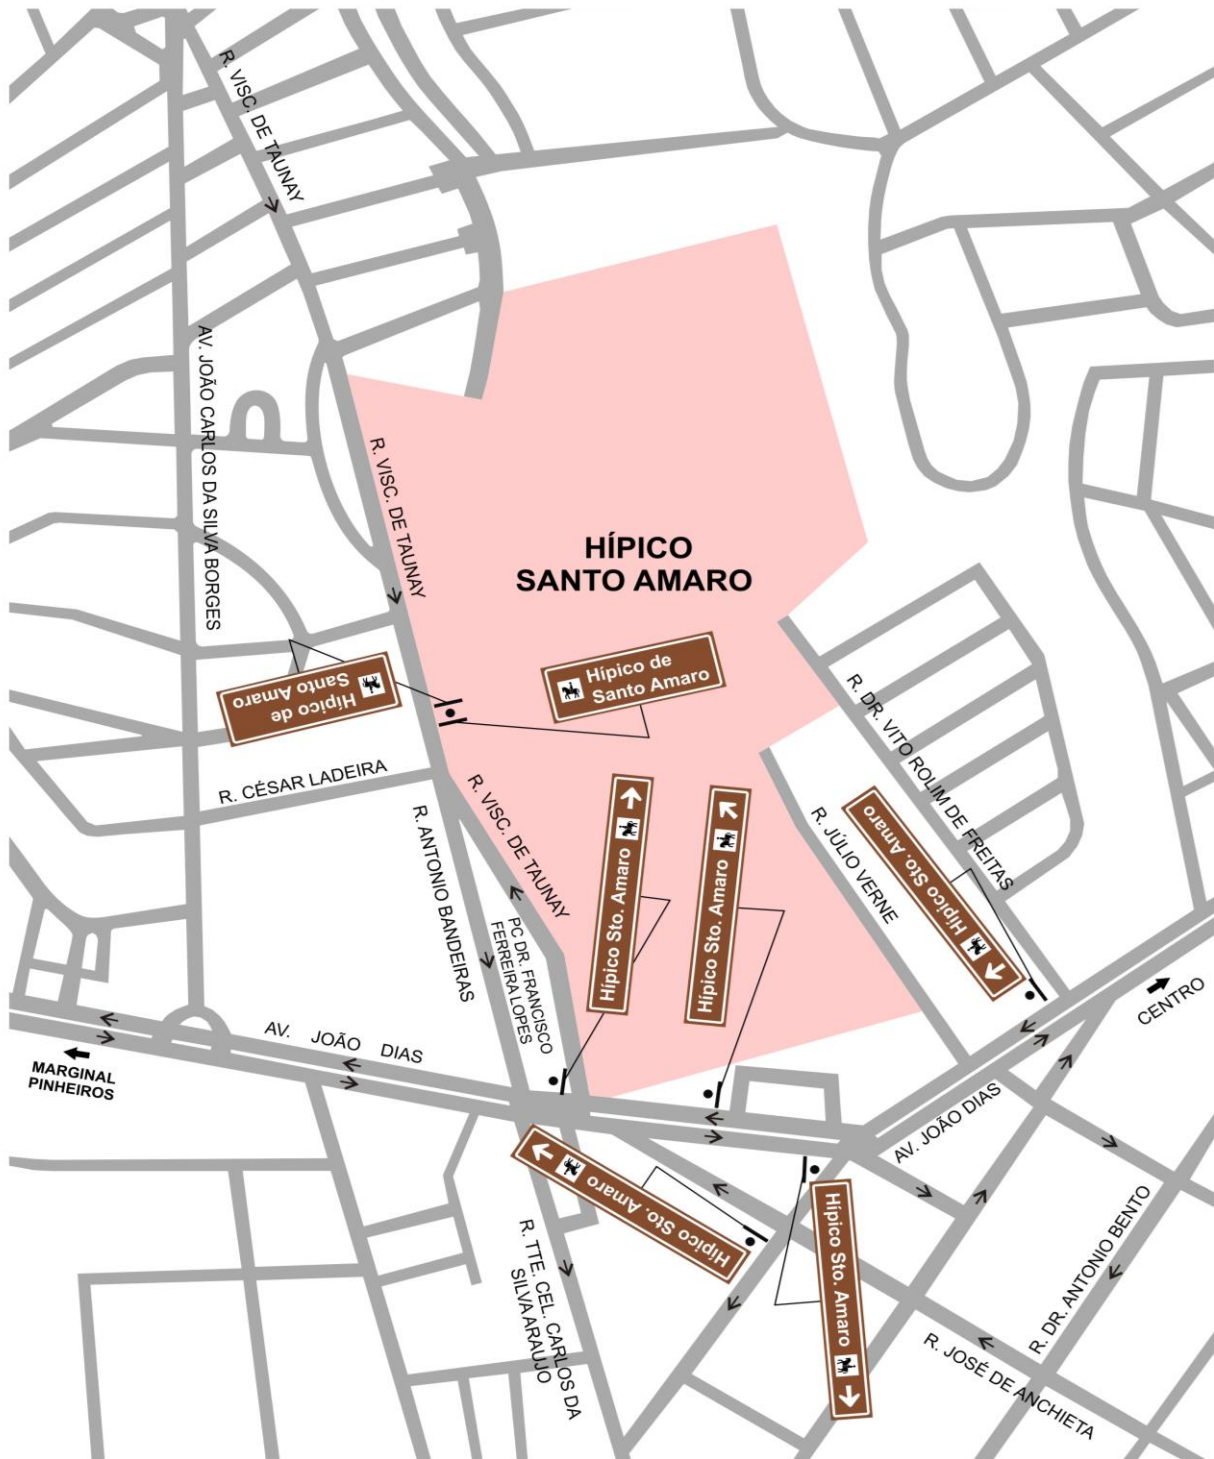 R. VISC. DE TAUNAY
AV. JOÃO CARLOS DA SILVA BORGES
R. VISC. DE TAUNAY
HÍPICO
SANTO AMARO
Hípico de
Santo Amaro
Hípico de
Santo Amaro
R. DR. VITO ROLIM DE FREITAS
R. CÉSAR LADEIRA
R. VISC. DE TAUNAY
R. ANTONIO BANDEIRAS
Hípico Sto. Amaro
Hípico Sto. Amaro
R. JÚLIO VERNE
Hípico Sto. Amaro
PC DR. FRANCISCO
FERREIRA LOPES
CENTRO
AV. JOÃO DIAS
MARGINAL
PINHEIROS
AV. JOÃO DIAS
Hípico Sto. Amaro
Hípico Sto. Amaro
R. DR. ANTONIO BENTO
R. TTE. CEL. CARLOS DA
SILVA ARAUJO
R. JOSÉ DE ANCHIETA